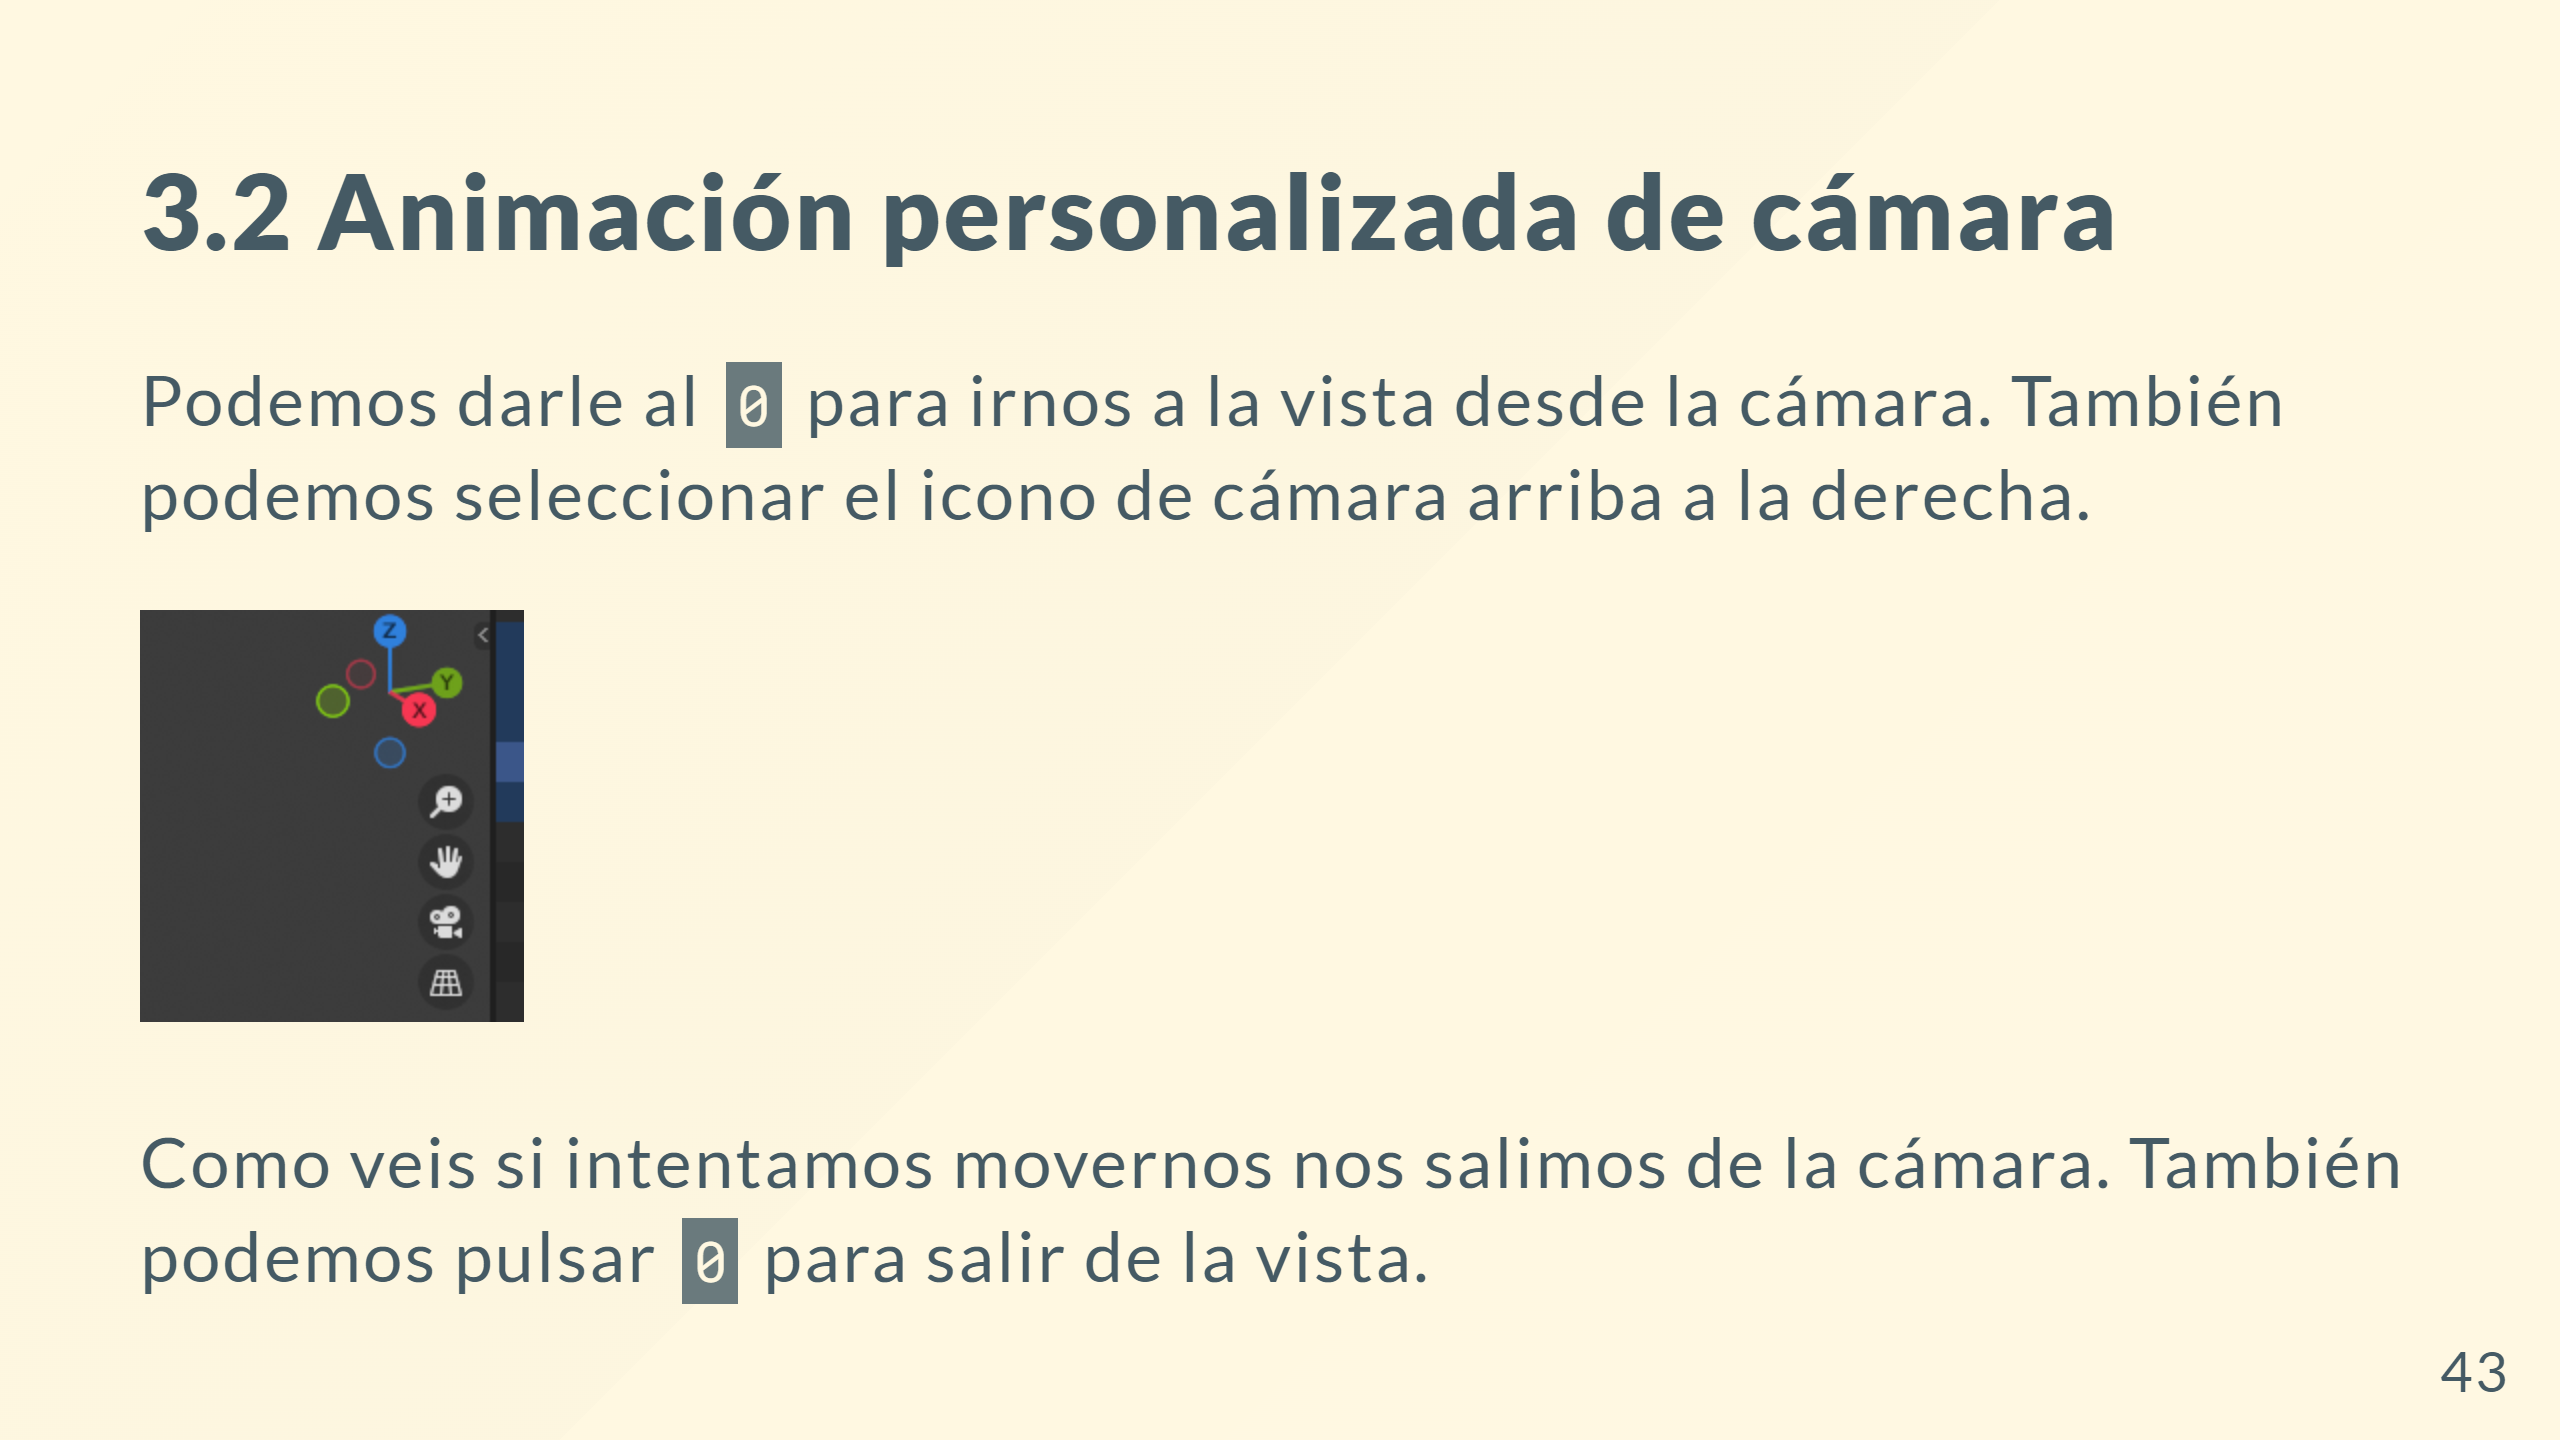 3.2 Animación personalizada de cámara
Podemos darle al 0 para irnos a la vista desde la cámara. También
podemos seleccionar el icono de cámara arriba a la derecha.
Z
Y
X
Como veis si intentamos movernos nos salimos de la cámara. También
podemos pulsar 0 para salir de la vista.
43